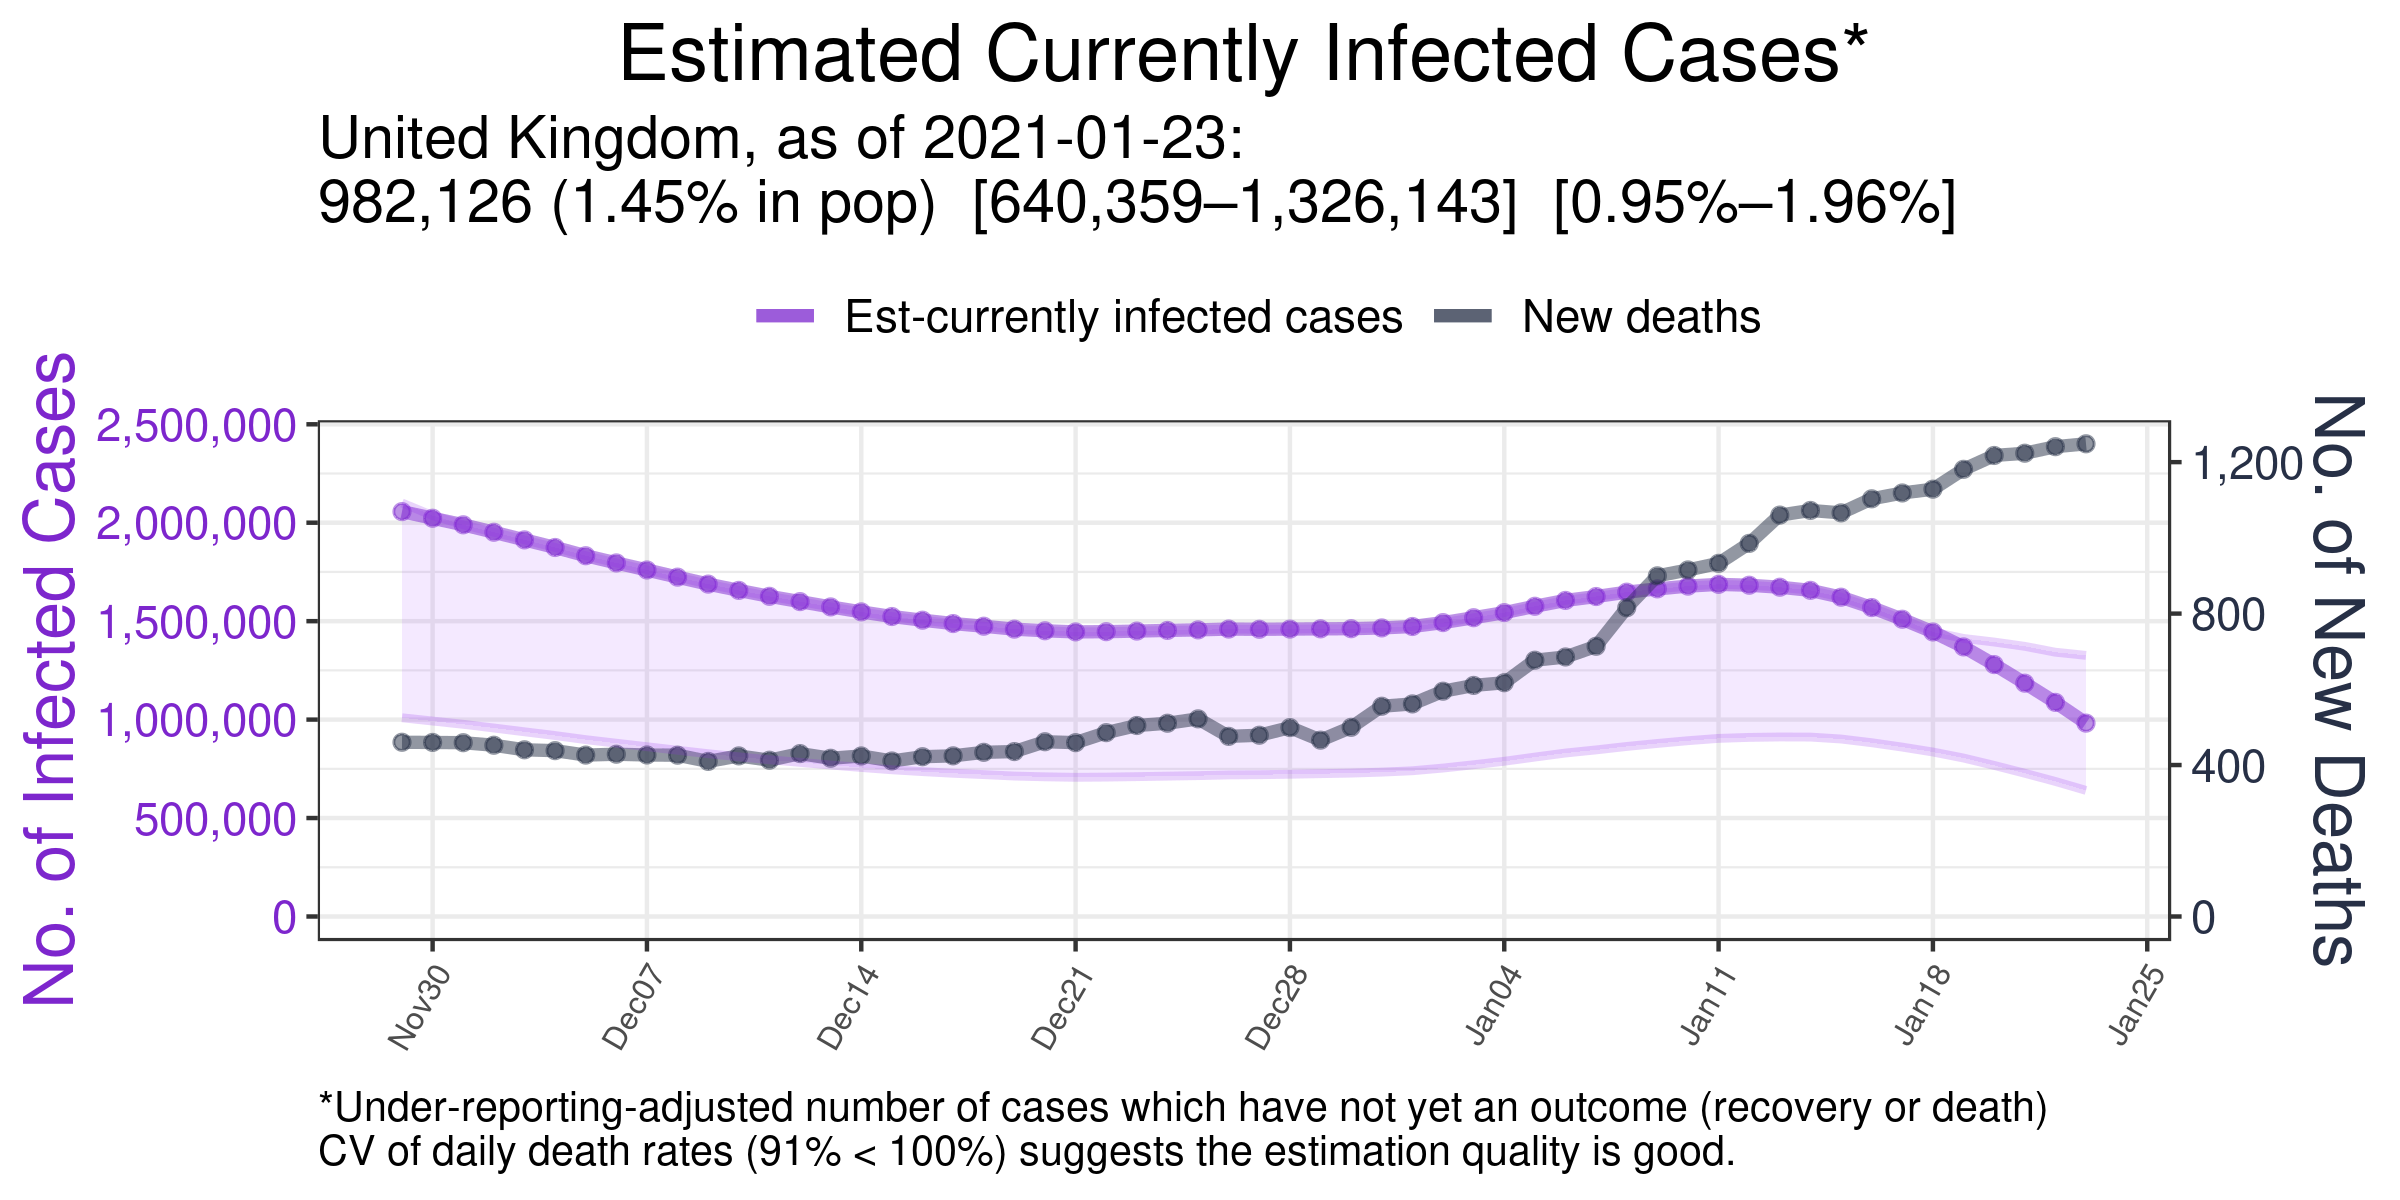 Estimated Currently Infected Cases*
United Kingdom, as of 2021-01-23:
982,126 (1.45% in pop) [640,359–1,326,143] [0.95%–1.96%]
Est-currently infected cases
New deaths
No. of Infected Cases
2,500,000
2,000,000
1,500,000
1,000,000
500,000
0
1,200
800
400
0
No. of New Deaths
Nov30
Dec07
Dec14
Dec21
Dec28
Jan04
Jan11
Jan18
Jan25
*Under-reporting-adjusted number of cases which have not yet an outcome (recovery or death)
CV of daily death rates (91% < 100%) suggests the estimation quality is good.